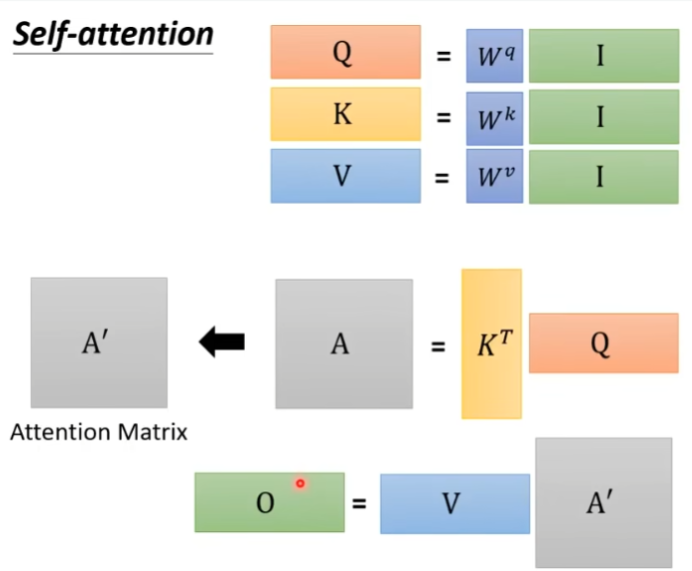 Self-attention
Q = W^q I
K = W^k I
V = W^v I
A′ ← A = K^T Q
Attention Matrix
O = V A′